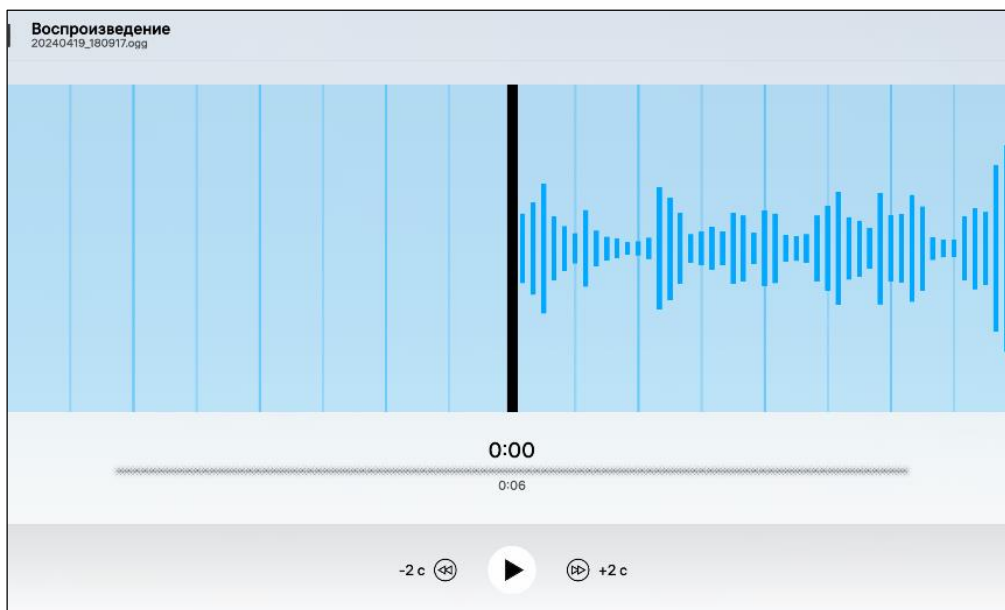 Воспроизведение
20240419_180917.ogg
0:00
0:06
-2 с
+2 с